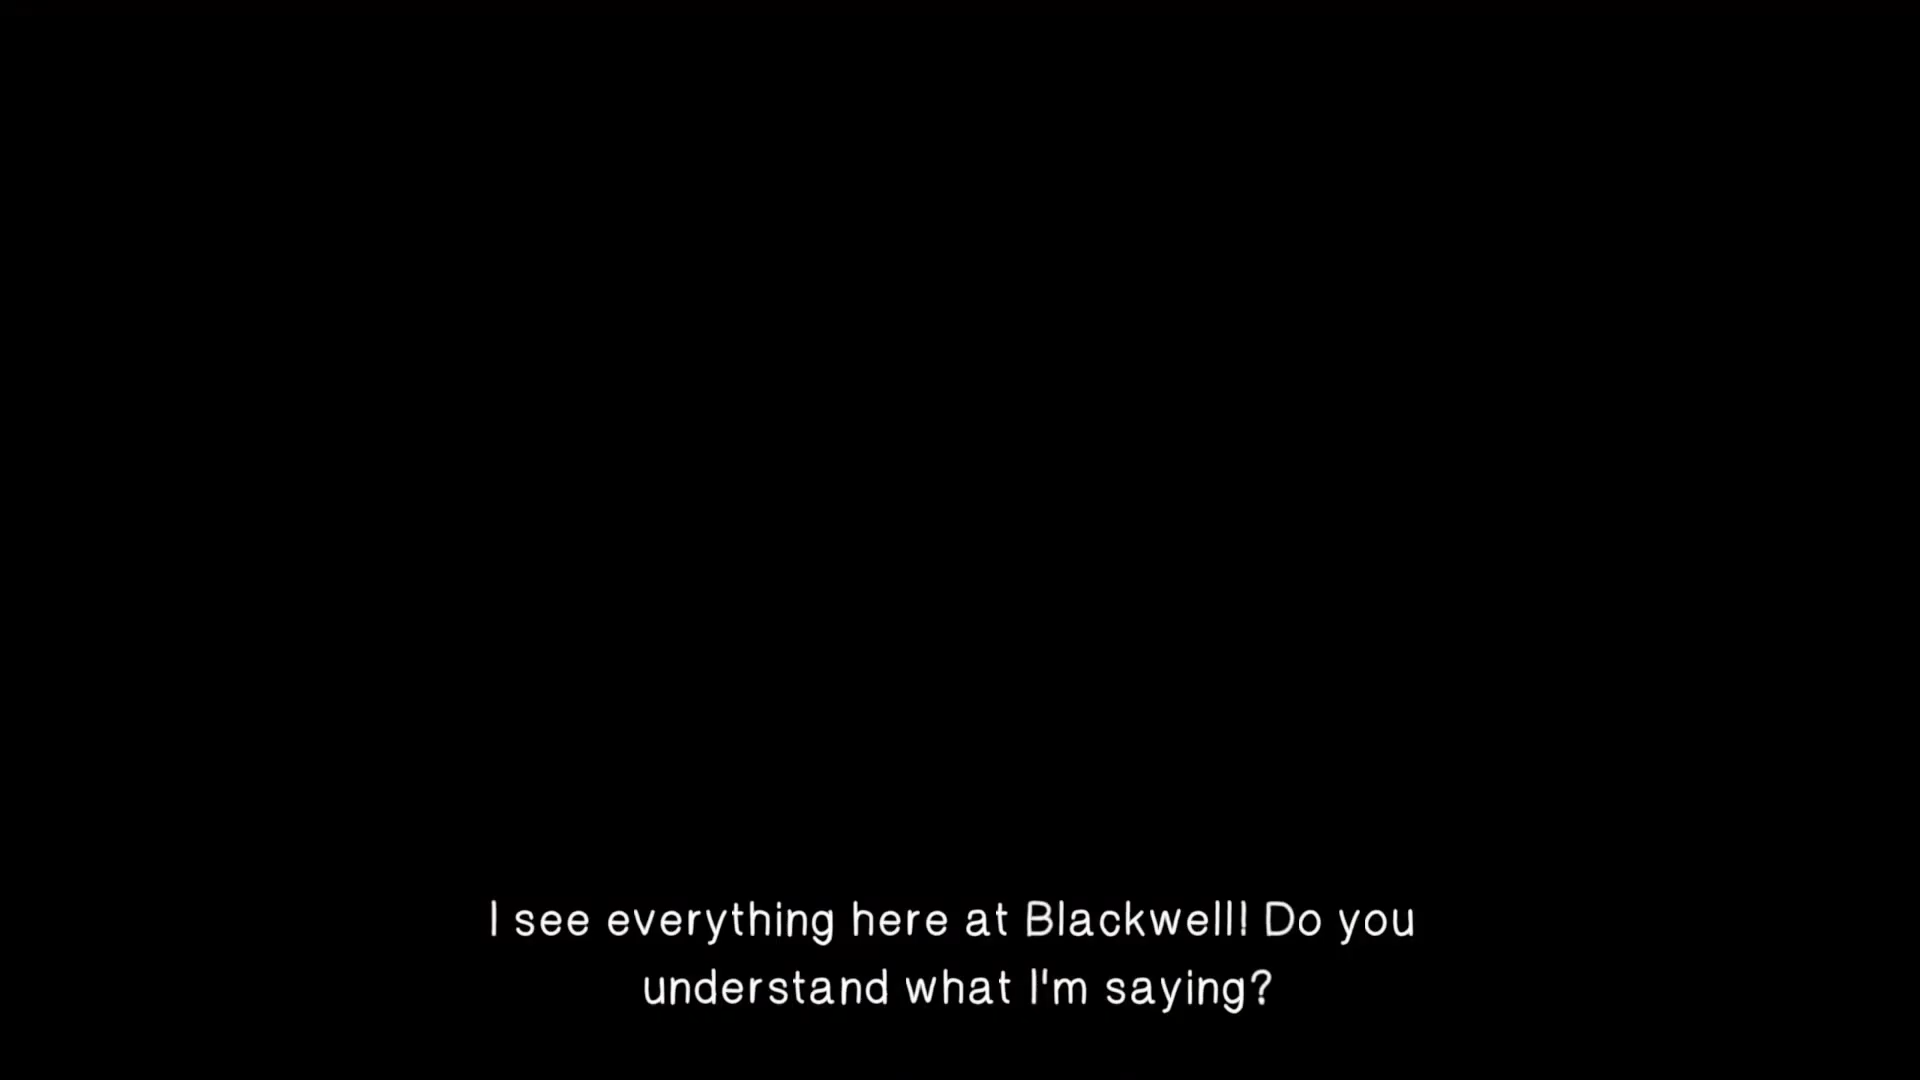 I see everything here at Blackwell! Do you
understand what I'm saying?